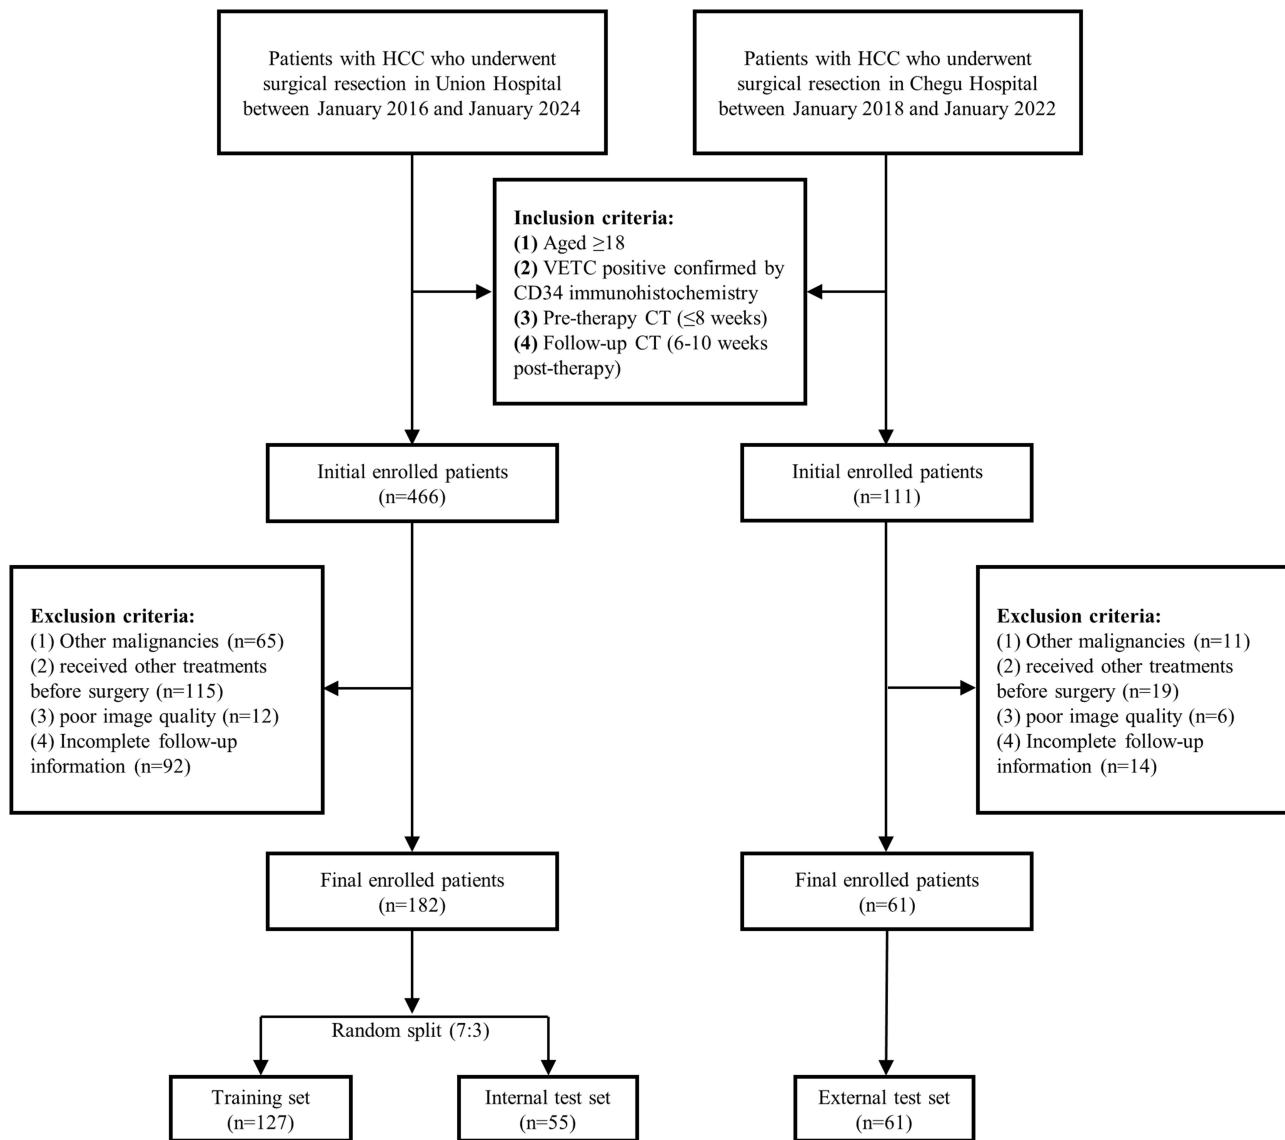 Patients with HCC who underwent
surgical resection in Union Hospital
between January 2016 and January 2024
Patients with HCC who underwent
surgical resection in Chegu Hospital
between January 2018 and January 2022
Inclusion criteria:
(1) Aged ≥18
(2) VETC positive confirmed by
CD34 immunohistochemistry
(3) Pre-therapy CT (≤8 weeks)
(4) Follow-up CT (6-10 weeks
post-therapy)
Initial enrolled patients
(n=466)
Initial enrolled patients
(n=111)
Exclusion criteria:
(1) Other malignancies (n=65)
(2) received other treatments
before surgery (n=115)
(3) poor image quality (n=12)
(4) Incomplete follow-up
information (n=92)
Exclusion criteria:
(1) Other malignancies (n=11)
(2) received other treatments
before surgery (n=19)
(3) poor image quality (n=6)
(4) Incomplete follow-up
information (n=14)
Final enrolled patients
(n=182)
Final enrolled patients
(n=61)
Random split (7:3)
Training set
(n=127)
Internal test set
(n=55)
External test set
(n=61)